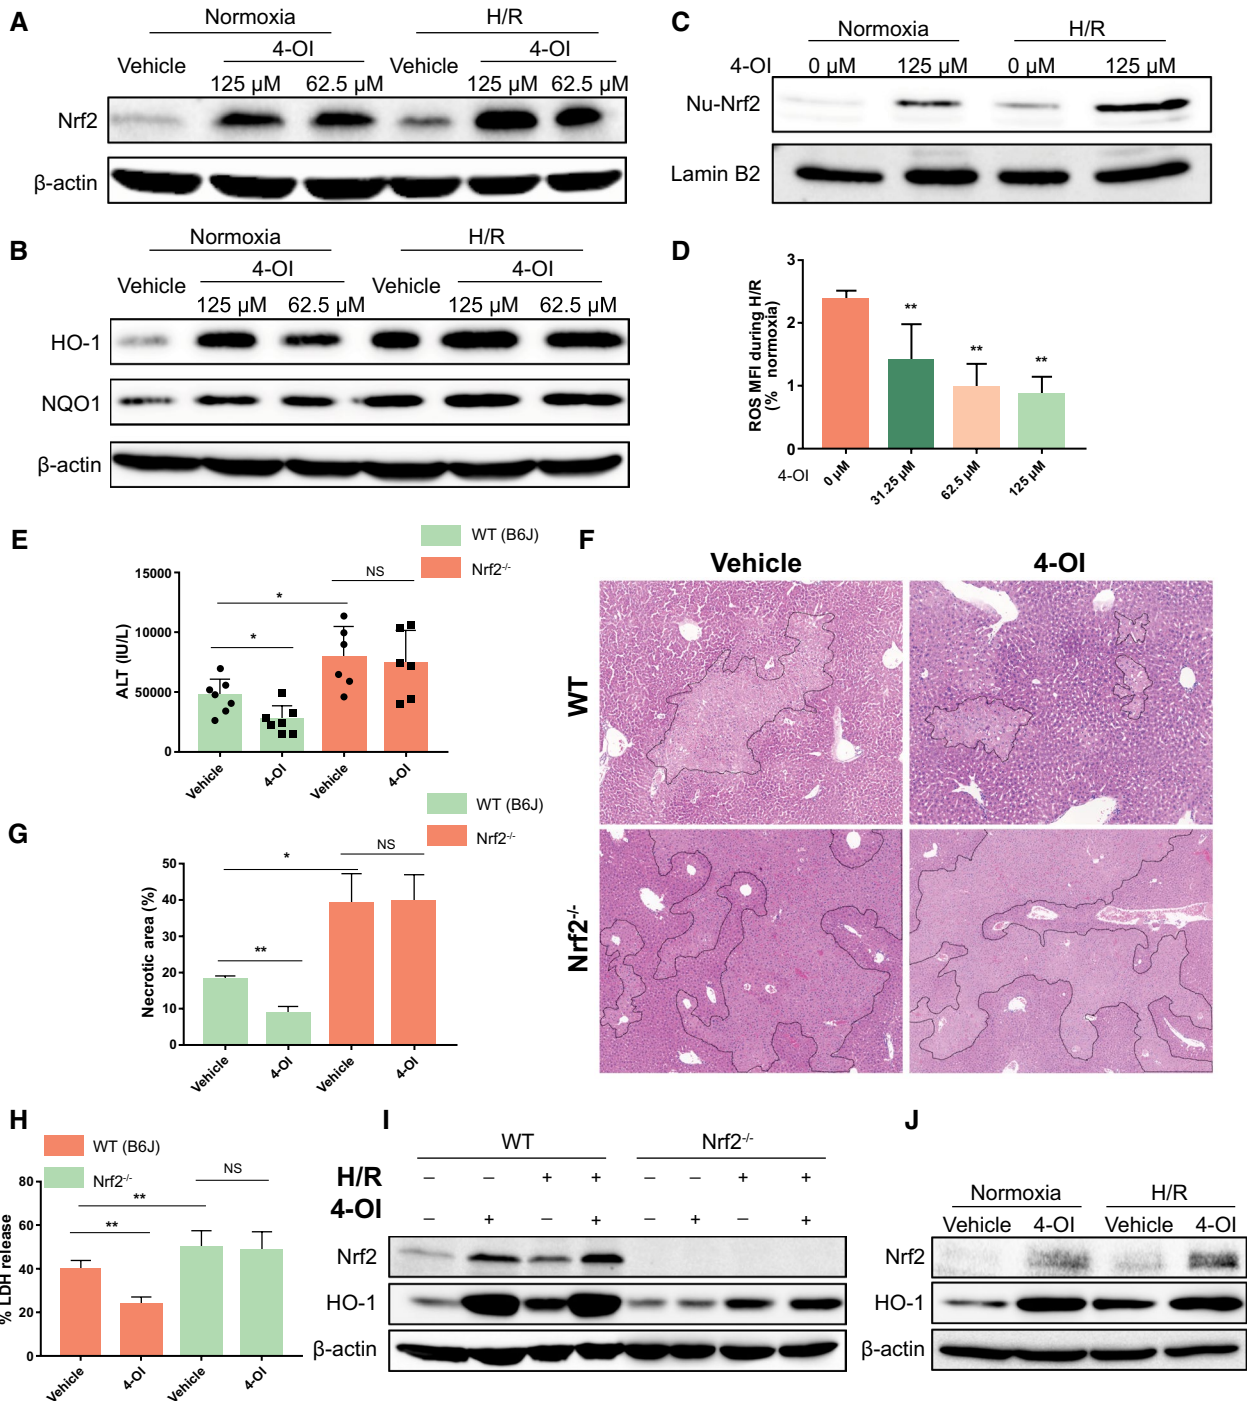 A
Normoxia
H/R
Vehicle
4-OI
Vehicle
4-OI
125 µM
62.5 µM
125 µM
62.5 µM
Nrf2
β-actin
B
Normoxia
H/R
Vehicle
4-OI
Vehicle
4-OI
125 µM
62.5 µM
125 µM
62.5 µM
HO-1
NQO1
β-actin
C
Normoxia
H/R
4-OI
0 µM
125 µM
0 µM
125 µM
Nu-Nrf2
Lamin B2
D
ROS MFI during H/R
(% normoxia)
3
2
1
0
**
**
**
4-OI
0 µM
31.25 µM
62.5 µM
125 µM
E
WT (B6J)
Nrf2-/-
ALT (IU/L)
15000
10000
50000
0
*
*
NS
Vehicle
4-OI
Vehicle
4-OI
F
Vehicle
4-OI
WT
Nrf2-/-
G
WT (B6J)
Nrf2-/-
Necrotic area (%)
50
40
30
20
10
0
*
**
NS
Vehicle
4-OI
Vehicle
4-OI
H
WT (B6J)
Nrf2-/-
% LDH release
80
60
40
20
0
**
**
NS
Vehicle
4-OI
Vehicle
4-OI
I
WT
Nrf2-/-
H/R – – + + – – + +
4-OI – + – + – + – +
Nrf2
HO-1
β-actin
J
Normoxia
H/R
Vehicle
4-OI
Vehicle
4-OI
Nrf2
HO-1
β-actin